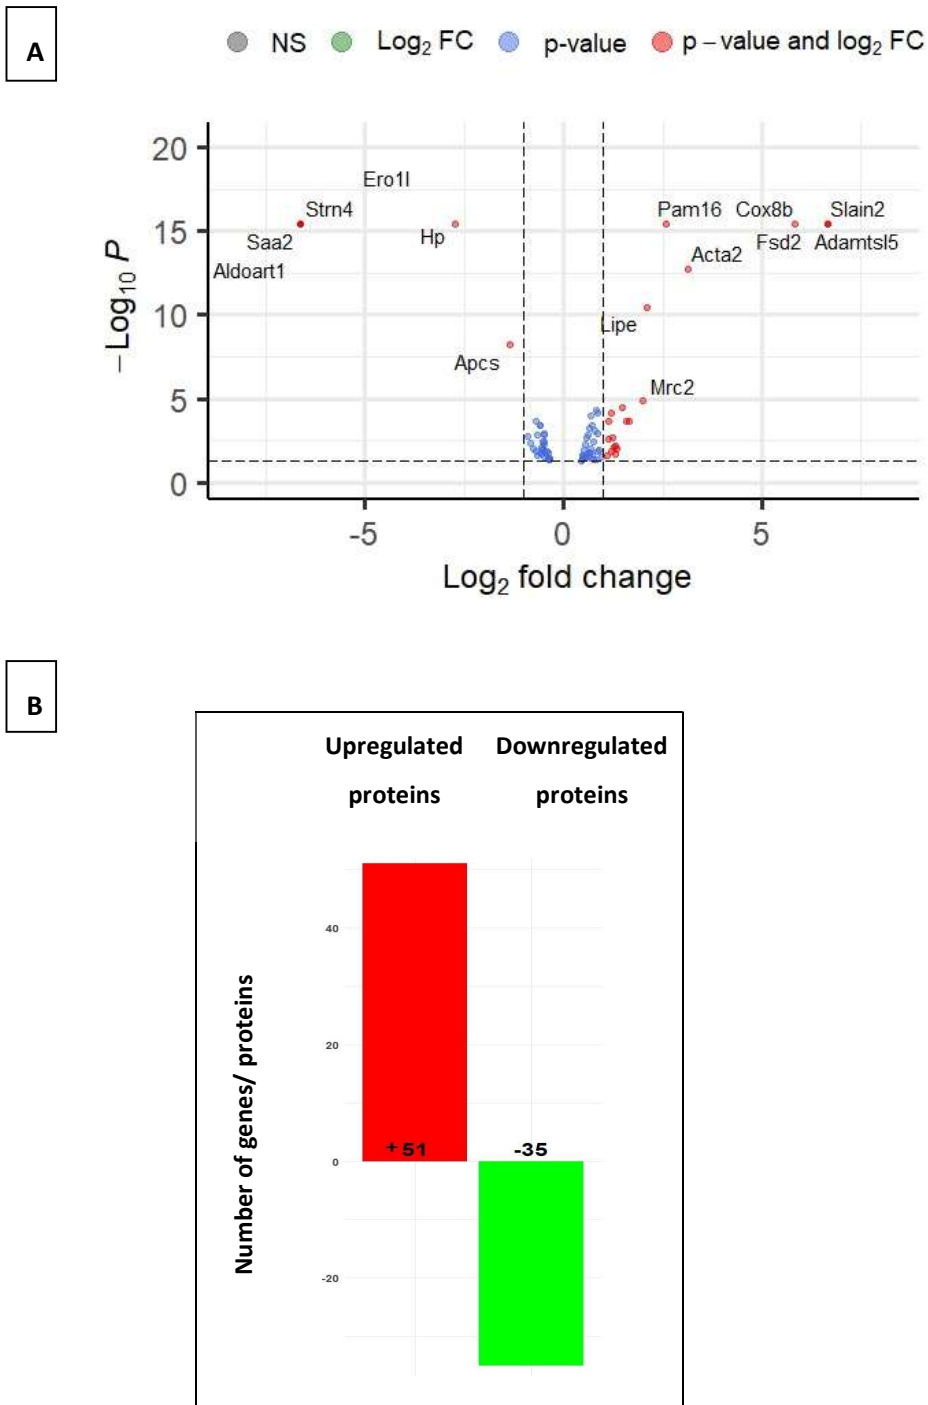 A
NS Log₂ FC p-value p – value and log₂ FC
20
Ero1l
Strn4 Pam16 Cox8b Slain2
15
Saa2 Hp Fsd2 Adamtsl5
Aldoart1 Acta2
10
Lipe
Apcs
5
Mrc2
0
–Log₁₀ P
-5 0 5
Log₂ fold change
B
Upregulated Downregulated
proteins proteins
40
20
0
-20
+ 51 -35
Number of genes/ proteins